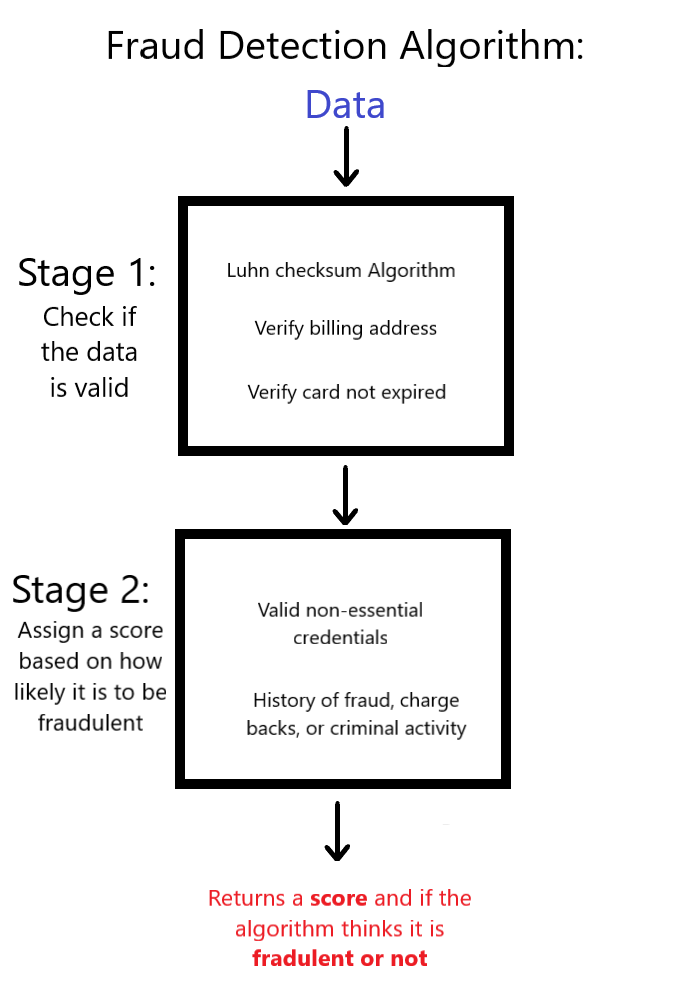 Fraud Detection Algorithm:
Data
Stage 1:
Check if
the data
is valid
Luhn checksum Algorithm
Verify billing address
Verify card not expired
Stage 2:
Assign a score
based on how
likely it is to be
fraudulent
Valid non-essential
credentials
History of fraud, charge
backs, or criminal activity
Returns a score and if the
algorithm thinks it is
fradulent or not